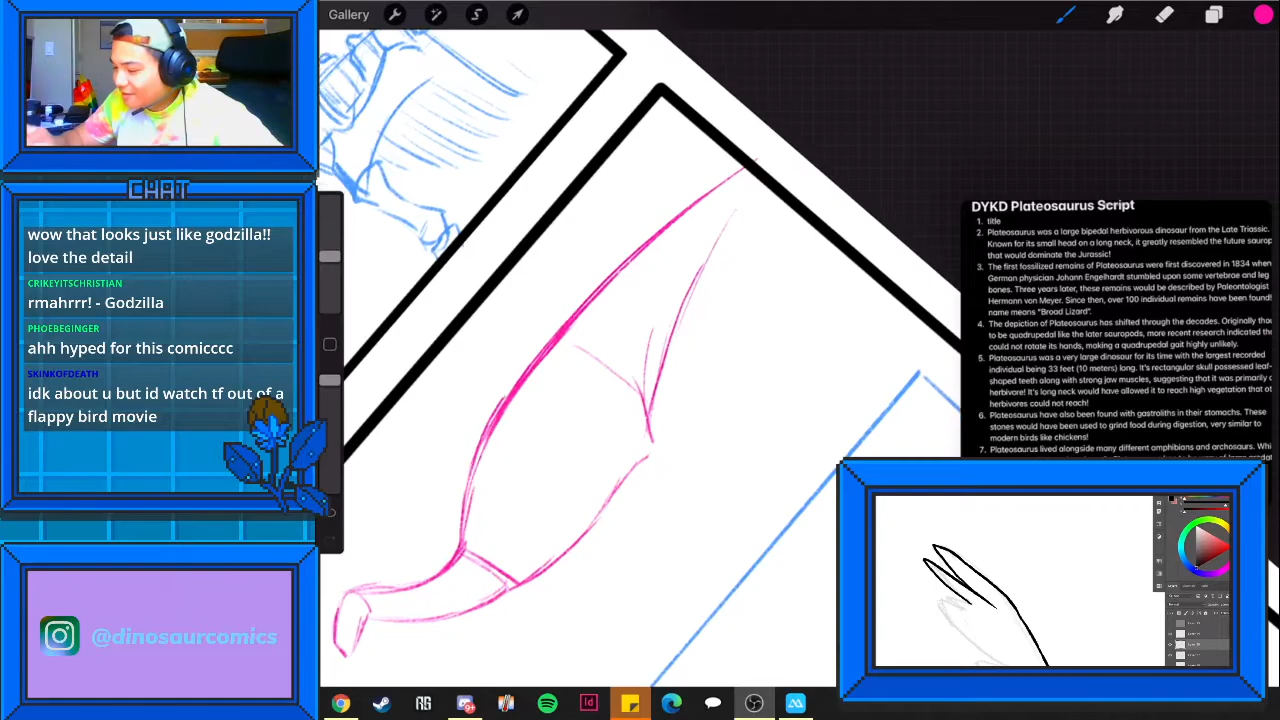 Gallery
CHAT
wow that looks just like godzilla!!
love the detail
CRIKEYITSCHRISTIAN
rmahrrr! - Godzilla
PHOEBEGINGER
ahh hyped for this comicccc
SKINKOFDEATH
idk about u but id watch tf out of a
flappy bird movie
@dinosaurcomics
DYKD Plateosaurus Script
1. title
2. Plateosaurus was a large bipedal herbivorous dinosaur from the Late Triassic.
Known for its small head on a long neck, it greatly resembled the future saurop
that would dominate the Jurassic!
3. The first fossilized remains of Plateosaurus were first discovered in 1834 when
German physician Johann Engelhardt stumbled upon some vertebrae and leg
bones. Three years later, these remains would be described by Paleontologist
Hermann von Meyer. Since then, over 100 individual remains have been found!
name means "Broad Lizard".
4. The depiction of Plateosaurus has shifted through the decades. Originally thou
to be quadrupedal like the later sauropods, more recent research indicated tha
could not rotate its hands, making a quadrupedal gait highly unlikely.
5. Plateosaurus was a very large dinosaur for its time with the largest recorded
individual being 33 feet (10 meters) long. It's rectangular skull possessed leaf-
shaped teeth along with strong jaw muscles, suggesting that it was primarily a
herbivore! It's long neck would have allowed it to reach high vegetation that ot
herbivores could not reach!
6. Plateosaurus have also been found with gastroliths in their stomachs. These
stones would have been used to grind food during digestion, very similar to
modern birds like chickens!
7. Plateosaurus lived alongside many different amphibians and archosaurs. Whi